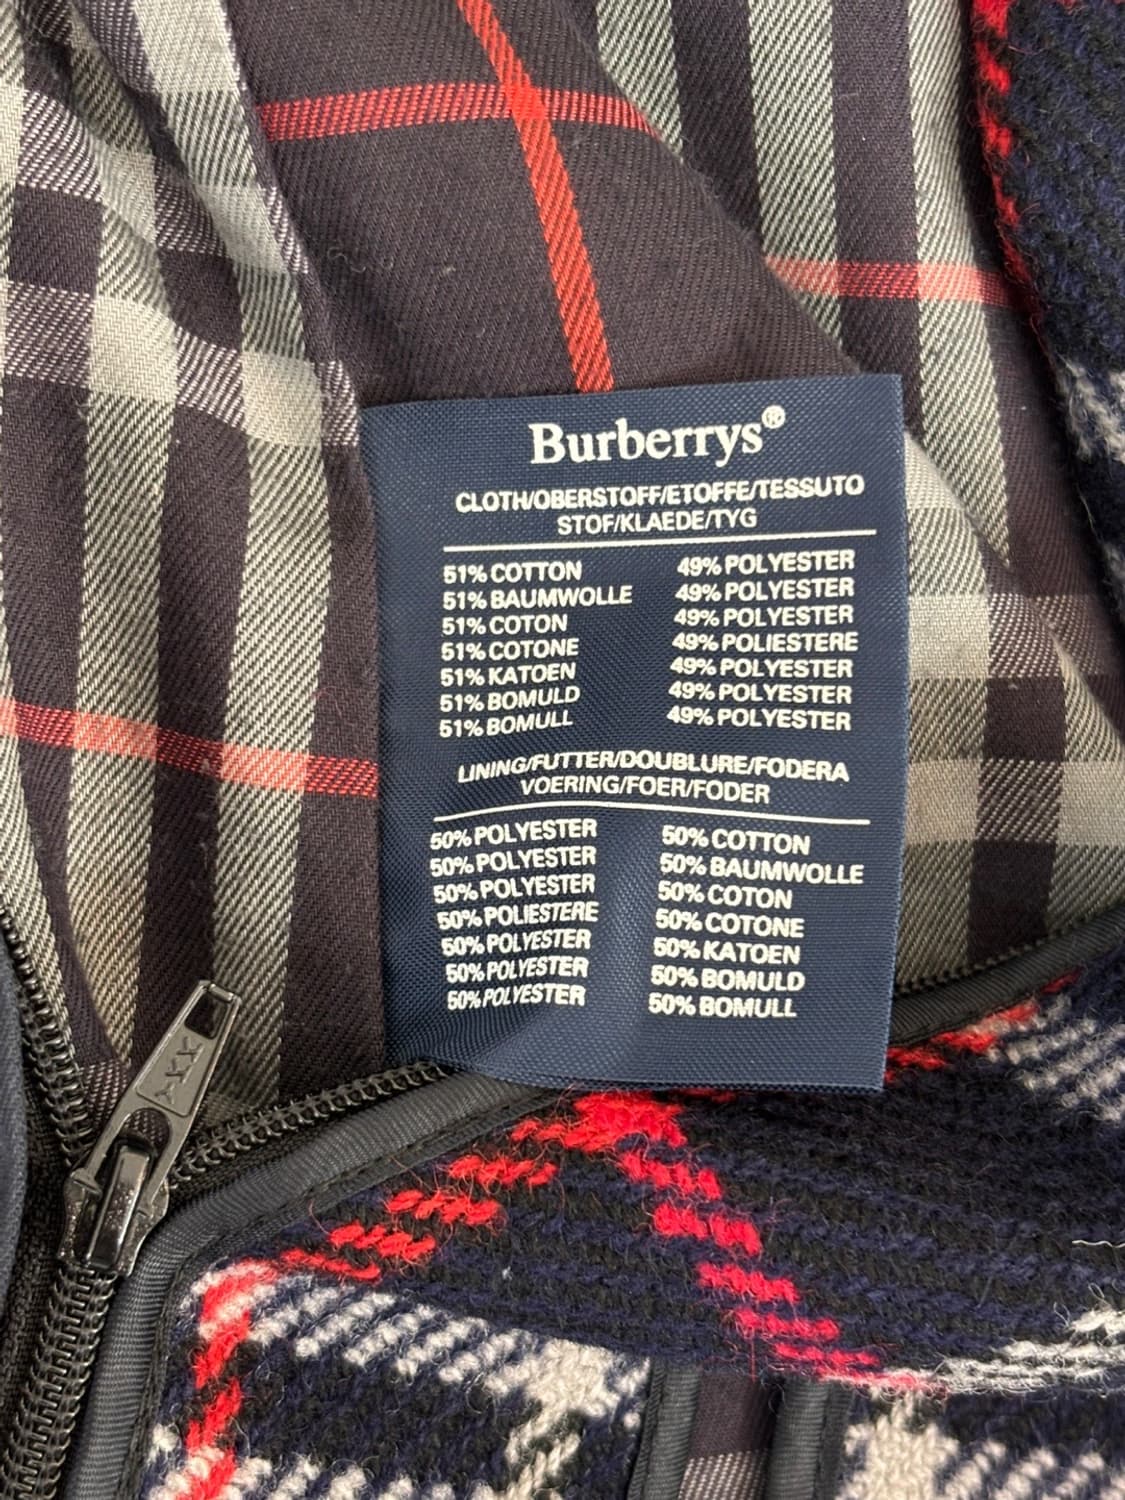 Burberrys®
CLOTH/OBERSTOFF/ETOFFE/TESSUTO
STOF/KLAEDE/TYG
51% COTTON 49% POLYESTER
51% BAUMWOLLE 49% POLYESTER
51% COTON 49% POLYESTER
51% COTONE 49% POLIESTERE
51% KATOEN 49% POLYESTER
51% BOMULD 49% POLYESTER
51% BOMULL 49% POLYESTER
LINING/FUTTER/DOUBLURE/FODERA
VOERING/FOER/FODER
50% POLYESTER 50% COTTON
50% POLYESTER 50% BAUMWOLLE
50% POLYESTER 50% COTON
50% POLIESTERE 50% COTONE
50% POLYESTER 50% KATOEN
50% POLYESTER 50% BOMULD
50% POLYESTER 50% BOMULL
YKK